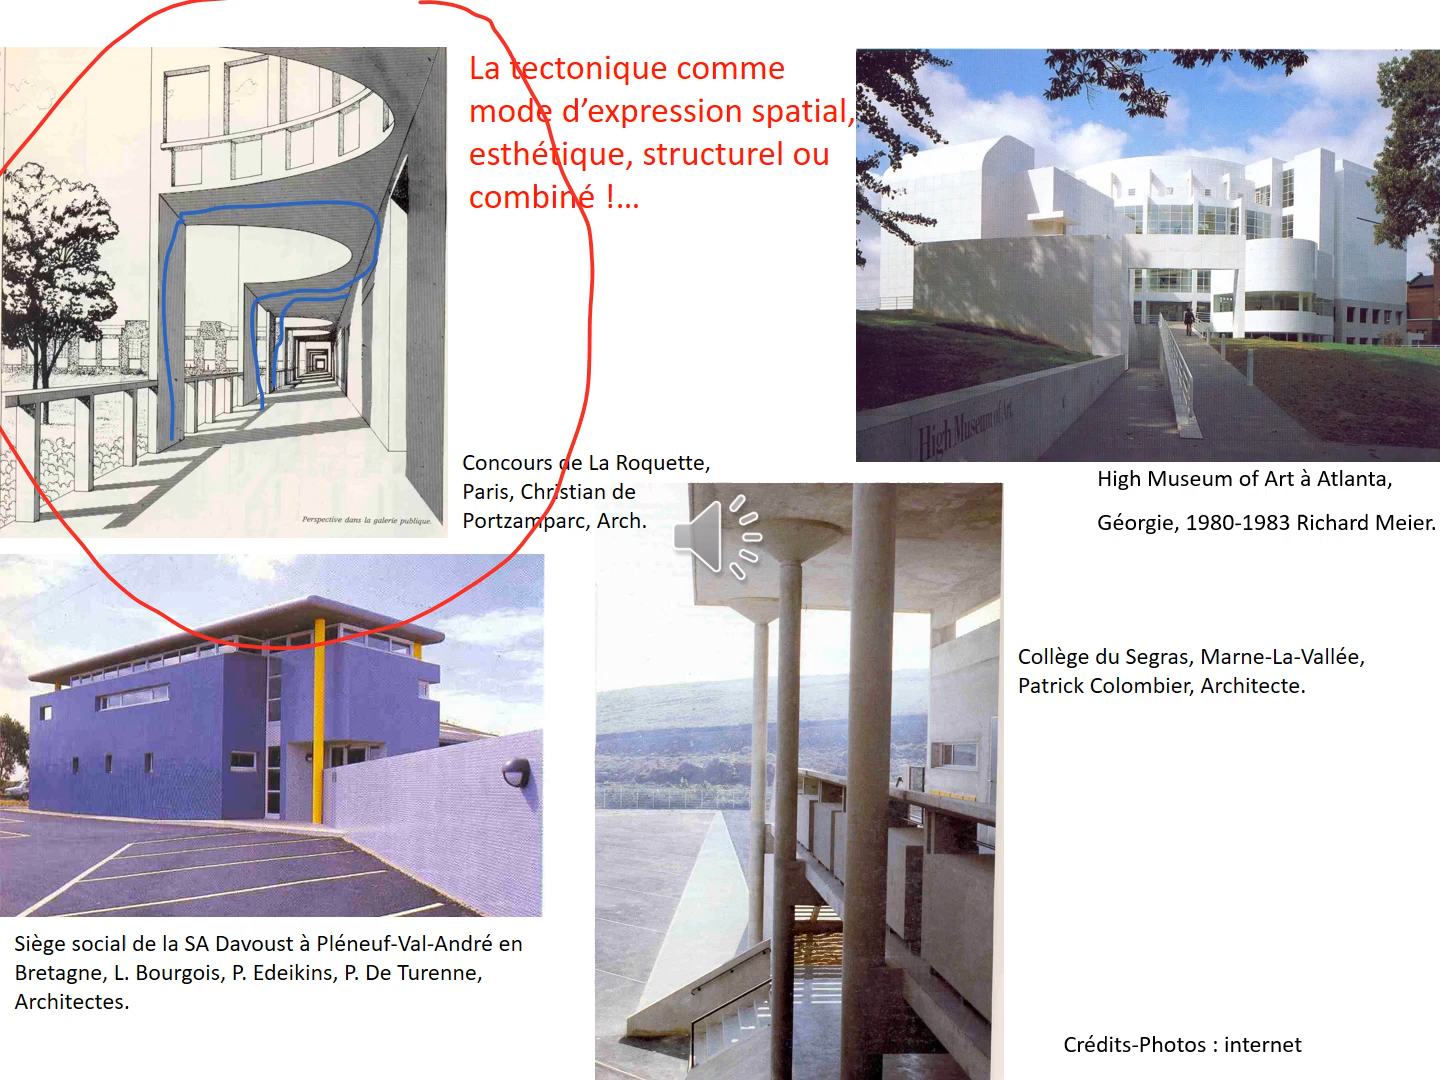 La tectonique comme
mode d’expression spatial,
esthétique, structurel ou
combiné !...
Perspective dans la galerie publique.
Concours de La Roquette,
Paris, Christian de
Portzamparc, Arch.
High Museum of Art
High Museum of Art à Atlanta,
Géorgie, 1980-1983 Richard Meier.
Collège du Segras, Marne-La-Vallée,
Patrick Colombier, Architecte.
Siège social de la SA Davoust à Pléneuf-Val-André en
Bretagne, L. Bourgois, P. Edeikins, P. De Turenne,
Architectes.
Crédits-Photos : internet